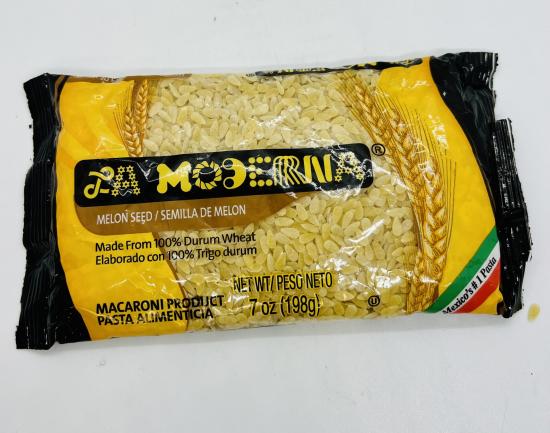 LA MODERNA®
MELON SEED / SEMILLA DE MELON
Made From 100% Durum Wheat
Elaborado con 100% Trigo durum
NET WT/ PESO NETO
7 oz (198g)
MACARONI PRODUCT
PASTA ALIMENTICIA
U
Mexico's #1 Pasta